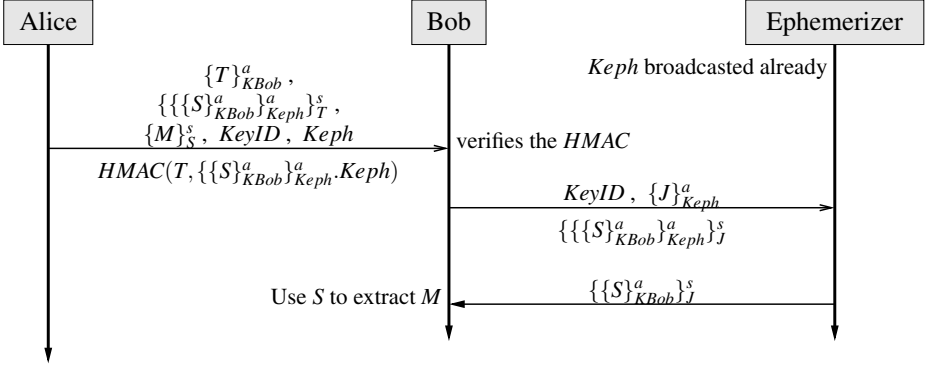 Alice
Bob
Ephemerizer
Keph broadcasted already
{T}ᵃ_KBob ,
{{{S}ᵃ_KBob}ᵃ_Keph}ˢ_T ,
{M}ˢ_S , KeyID , Keph
HMAC(T,{{S}ᵃ_KBob}ᵃ_Keph.Keph)
verifies the HMAC
KeyID , {J}ᵃ_Keph
{{{S}ᵃ_KBob}ᵃ_Keph}ˢ_J
Use S to extract M
{{S}ᵃ_KBob}ˢ_J